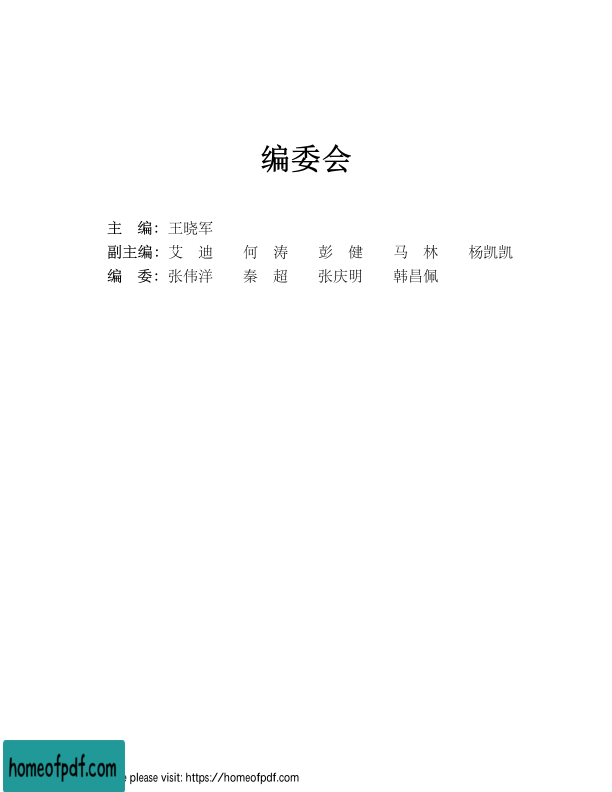 编委会
主　编：王晓军
副主编：艾　迪　　何　涛　　彭　健　　马　林　　杨凯凯
编　委：张伟洋　　秦　超　　张庆明　　韩昌佩
homeofpdf.com
please visit: https://homeofpdf.com